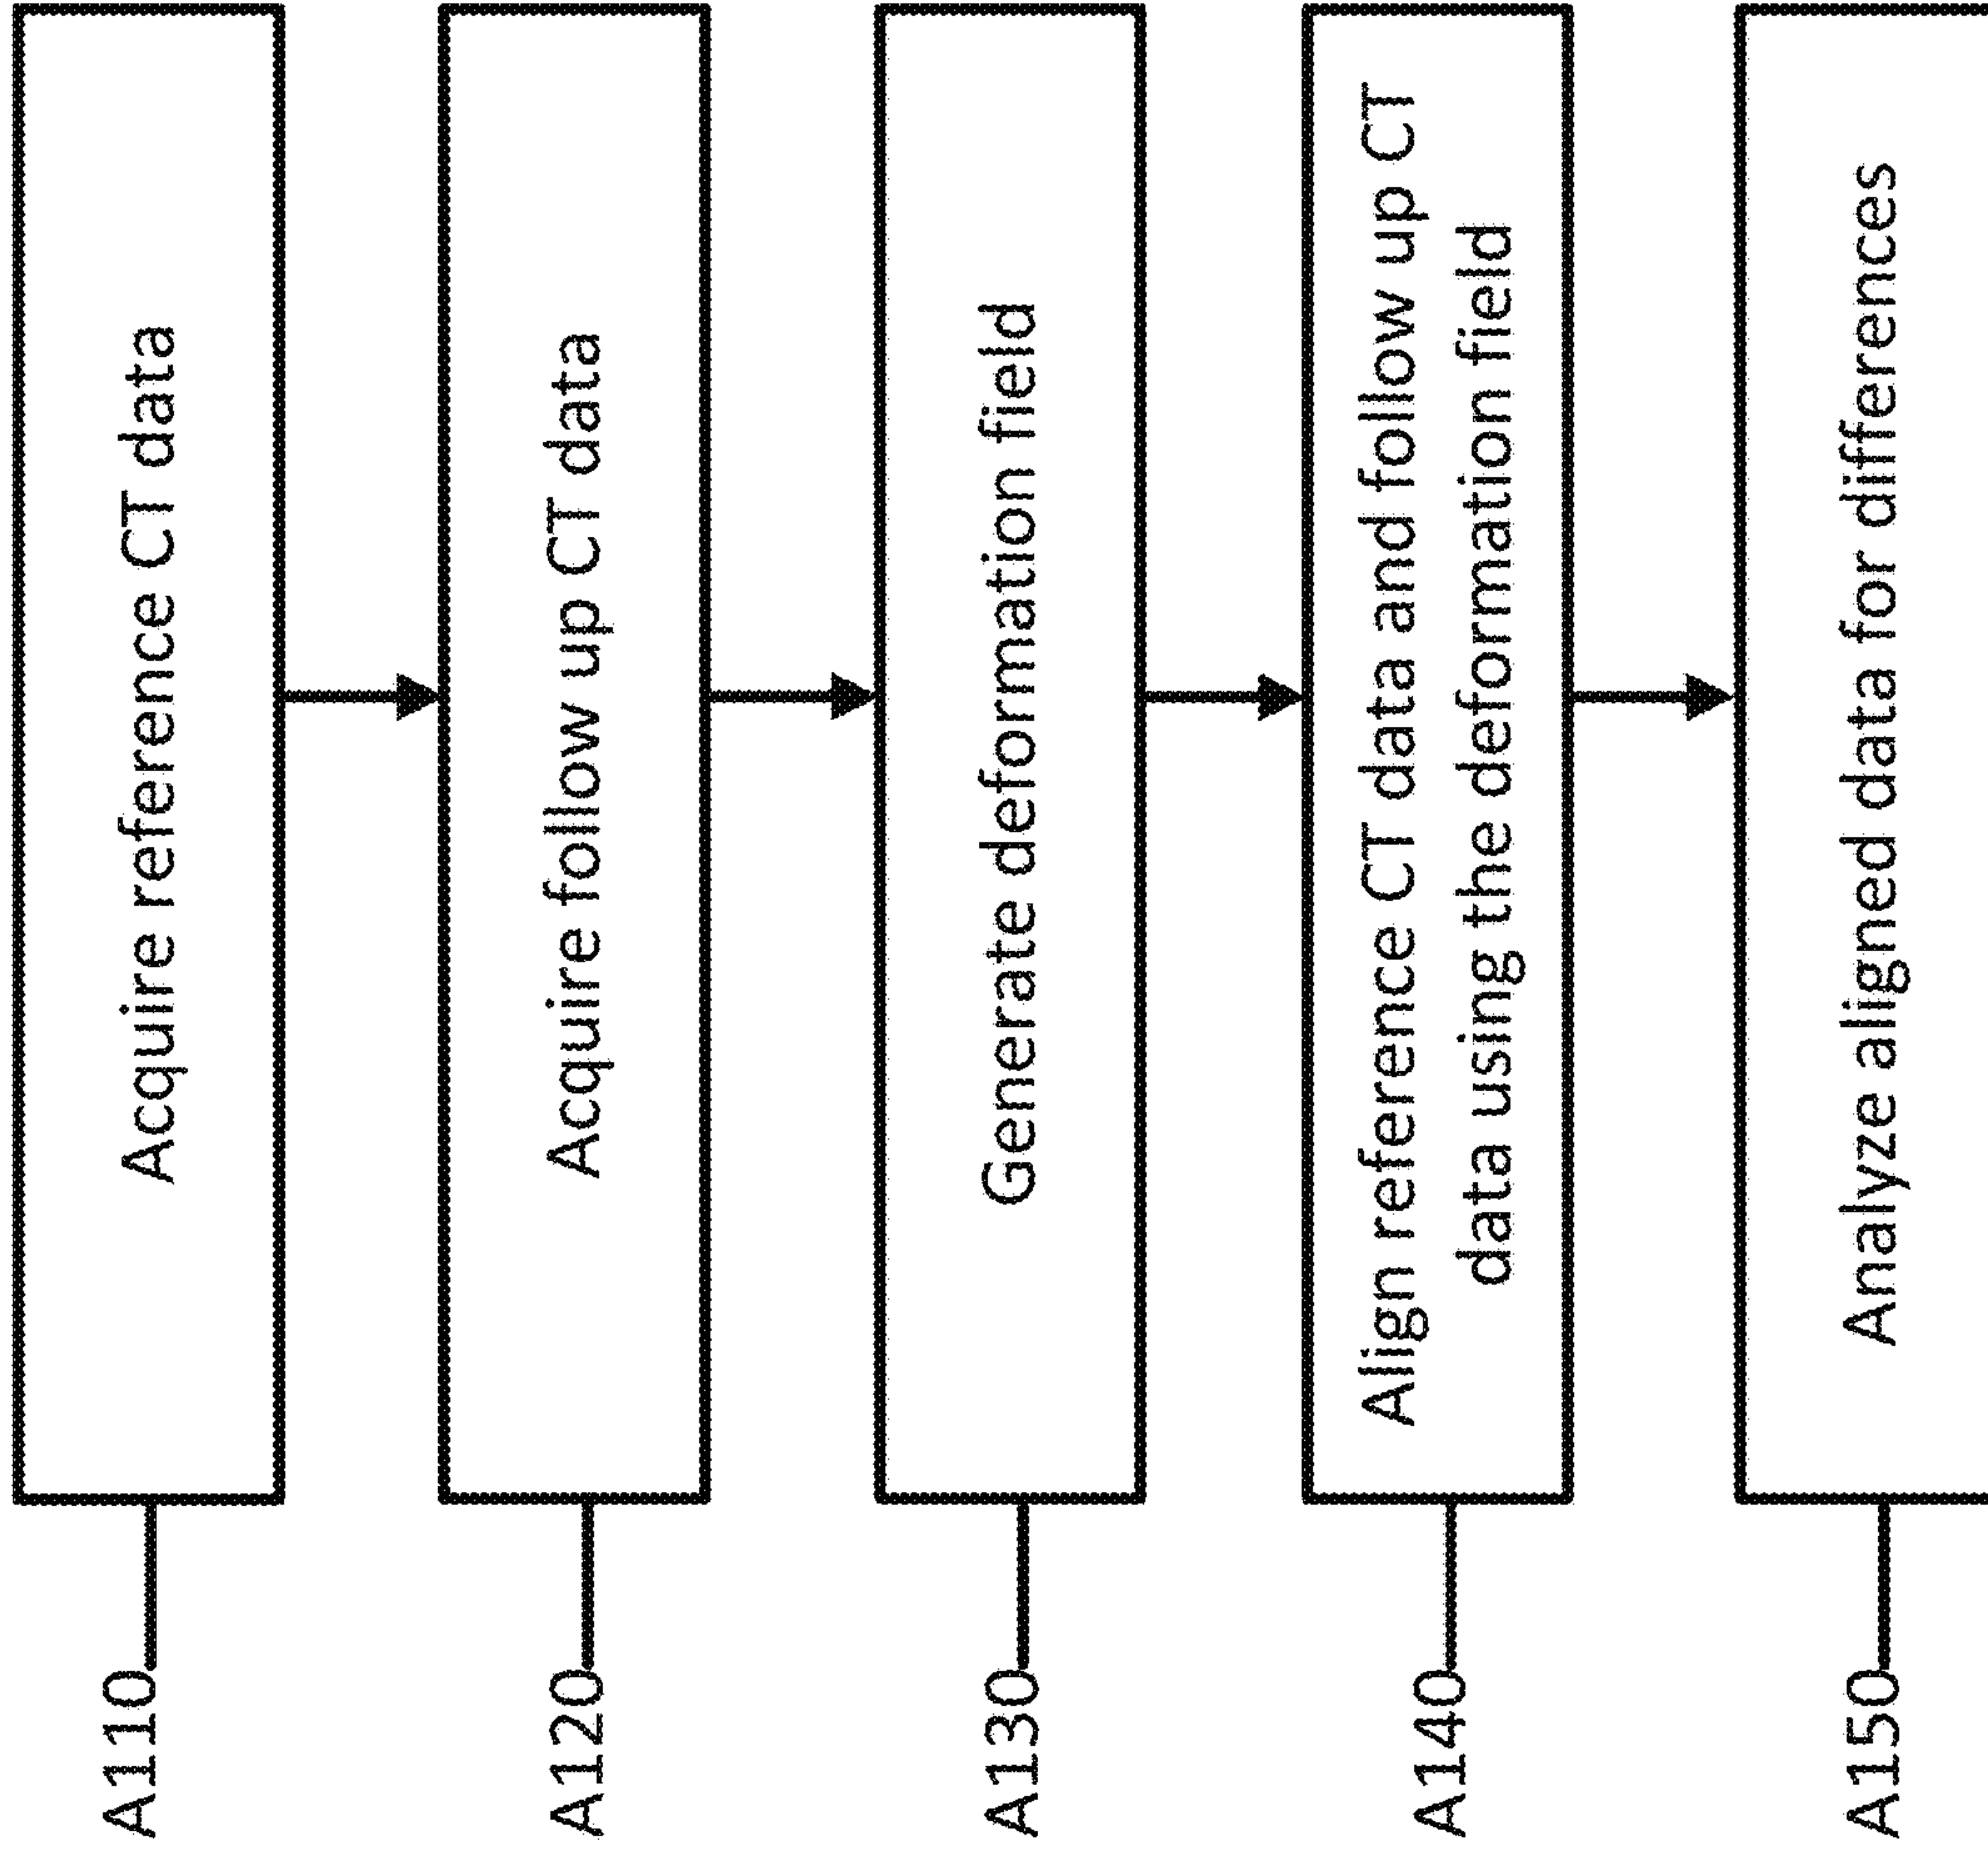 A110
Acquire reference CT data
A120
Acquire follow up CT data
A130
Generate deformation field
A140
Align reference CT data and follow up CT
data using the deformation field
A150
Analyze aligned data for differences